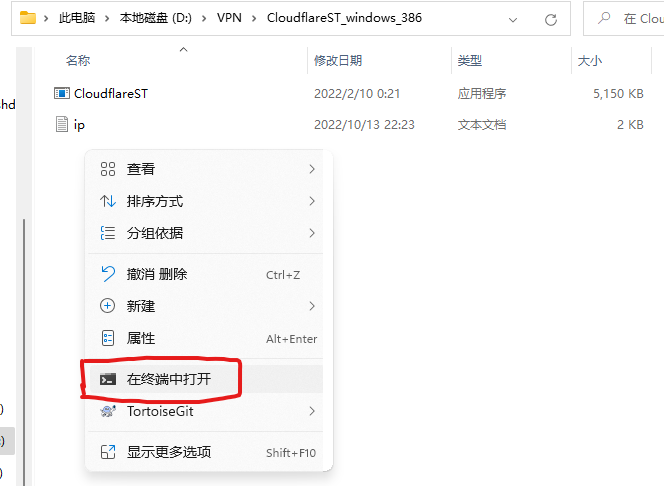 此电脑 > 本地磁盘 (D:) > VPN > CloudflareST_windows_386
在 Clou
名称 修改日期 类型 大小
CloudflareST 2022/2/10 0:21 应用程序 5,150 KB
ip 2022/10/13 22:23 文本文档 2 KB
查看
排序方式
分组依据
撤消 删除 Ctrl+Z
新建
属性 Alt+Enter
在终端中打开
TortoiseGit
显示更多选项 Shift+F10